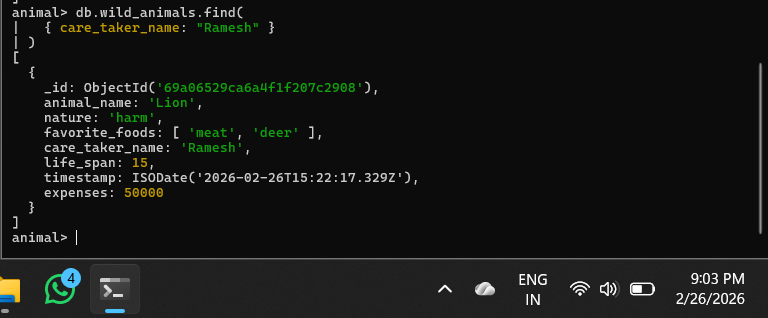 ]
animal> db.wild_animals.find(
|   { care_taker_name: "Ramesh" }
| )
[
  {
    _id: ObjectId('69a06529ca6a4f1f207c2908'),
    animal_name: 'Lion',
    nature: 'harm',
    favorite_foods: [ 'meat', 'deer' ],
    care_taker_name: 'Ramesh',
    life_span: 15,
    timestamp: ISODate('2026-02-26T15:22:17.329Z'),
    expenses: 50000
  }
]
animal>
4
ENG
IN
9:03 PM
2/26/2026